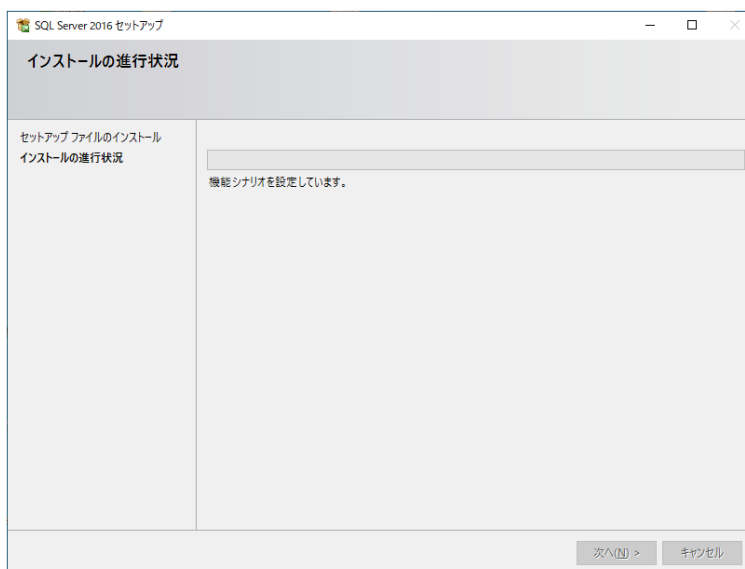 SQL Server 2016 セットアップ
インストールの進行状況
セットアップ ファイルのインストール
インストールの進行状況
機能シナリオを設定しています。
次へ(N) >
キャンセル